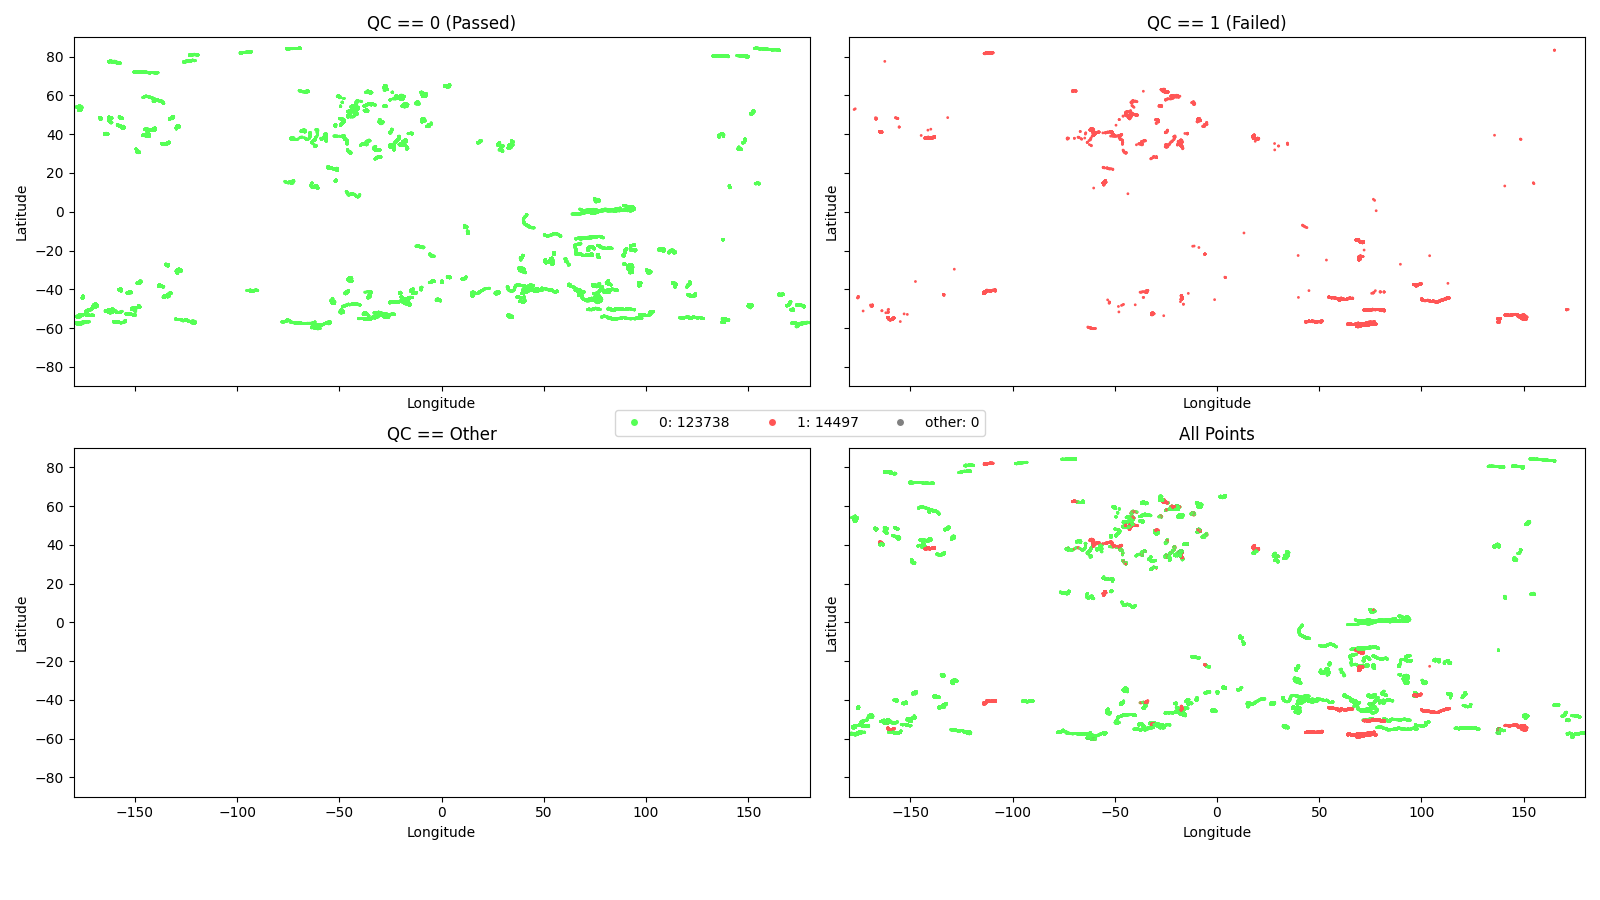 QC == 0 (Passed)
QC == 1 (Failed)
80
60
40
20
0
−20
−40
−60
−80
Latitude
Latitude
Longitude
Longitude
0: 123738
1: 14497
other: 0
QC == Other
All Points
80
60
40
20
0
−20
−40
−60
−80
Latitude
Latitude
−150
−100
−50
0
50
100
150
−150
−100
−50
0
50
100
150
Longitude
Longitude